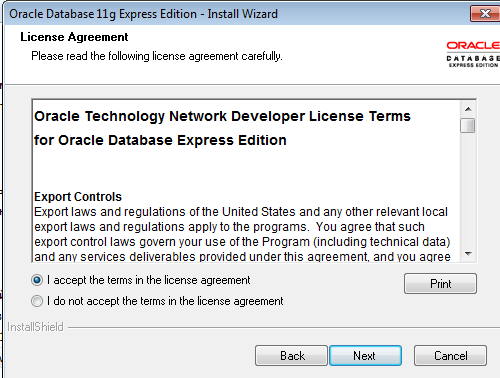 Oracle Database 11g Express Edition - Install Wizard
License Agreement
Please read the following license agreement carefully.
ORACLE
DATABASE
EXPRESS EDITION
Oracle Technology Network Developer License Terms
for Oracle Database Express Edition
Export Controls
Export laws and regulations of the United States and any other relevant local
export laws and regulations apply to the programs. You agree that such
export control laws govern your use of the Program (including technical data)
and any services deliverables provided under this agreement, and you agree
I accept the terms in the license agreement
I do not accept the terms in the license agreement
Print
InstallShield
Back
Next
Cancel